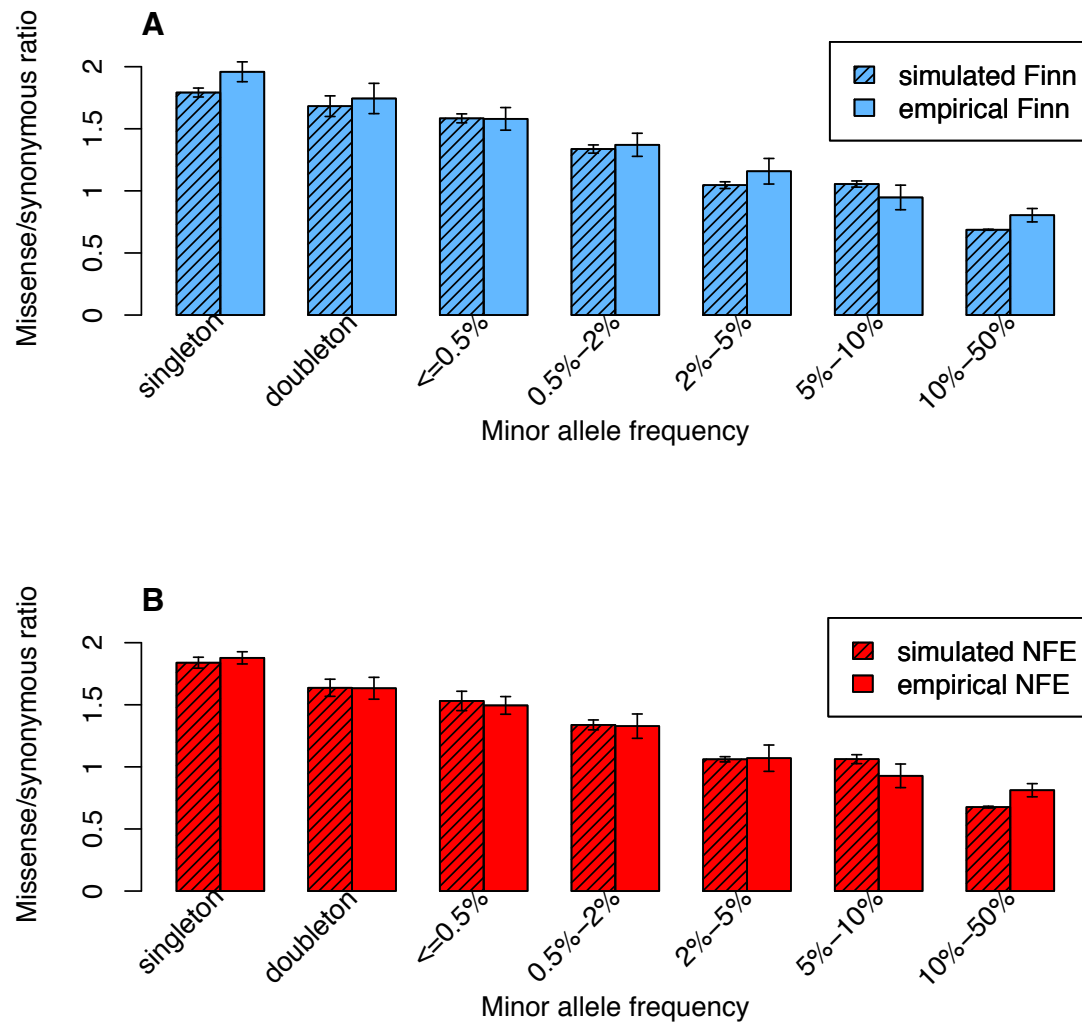 A
Missense/synonymous ratio
2
1.5
1
0.5
0
simulated Finn
empirical Finn
singleton
doubleton
<=0.5%
0.5%−2%
2%−5%
5%−10%
10%−50%
Minor allele frequency
B
Missense/synonymous ratio
2
1.5
1
0.5
0
simulated NFE
empirical NFE
singleton
doubleton
<=0.5%
0.5%−2%
2%−5%
5%−10%
10%−50%
Minor allele frequency